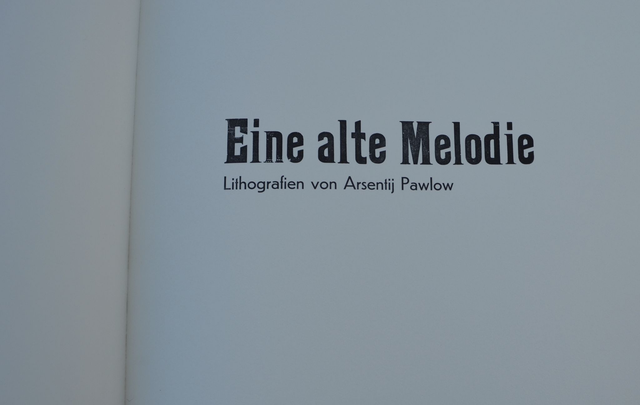 Eine alte Melodie
Lithografien von Arsentij Pawlow